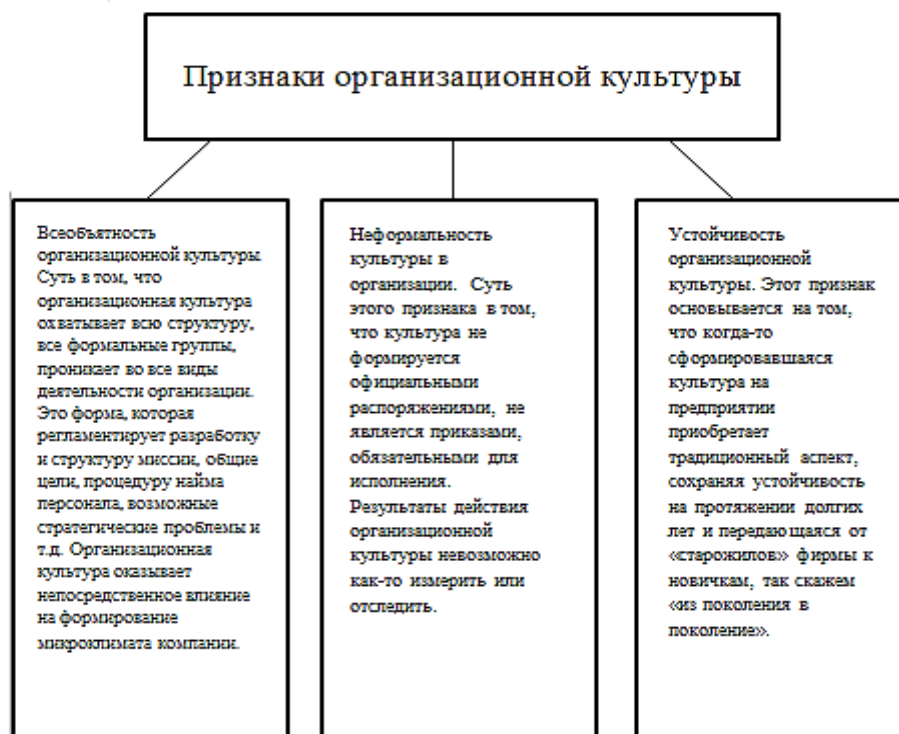 Признаки организационной культуры
Всеобъятность
организационной культуры.
Суть в том, что
организационная культура
охватывает всю структуру,
все формальные группы,
проникает во все виды
деятельности организации.
Это форма, которая
регламентирует разработку
и структуру миссии, общие
цели, процедуру найма
персонала, возможные
стратегические проблемы и
т.д. Организационная
культура оказывает
непосредственное влияние
на формирование
микроклимата компании.
Неформальность
культуры в
организации. Суть
этого признака в том,
что культура не
формируется
официальными
распоряжениями, не
является приказами,
обязательными для
исполнения.
Результаты действия
организационной
культуры невозможно
как-то измерить или
отследить.
Устойчивость
организационной
культуры. Этот признак
основывается на том,
что когда-то
сформировавшаяся
культура на
предприятии
приобретает
традиционный аспект,
сохраняя устойчивость
на протяжении долгих
лет и передающаяся от
«старожилов» фирмы к
новичкам, так скажем
«из поколения в
поколение».